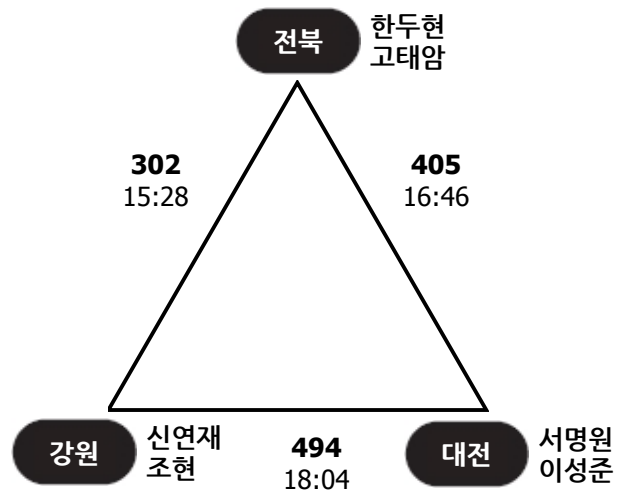 전북
한두현
고태암
302
15:28
405
16:46
강원
신연재
조현
494
18:04
대전
서명원
이성준